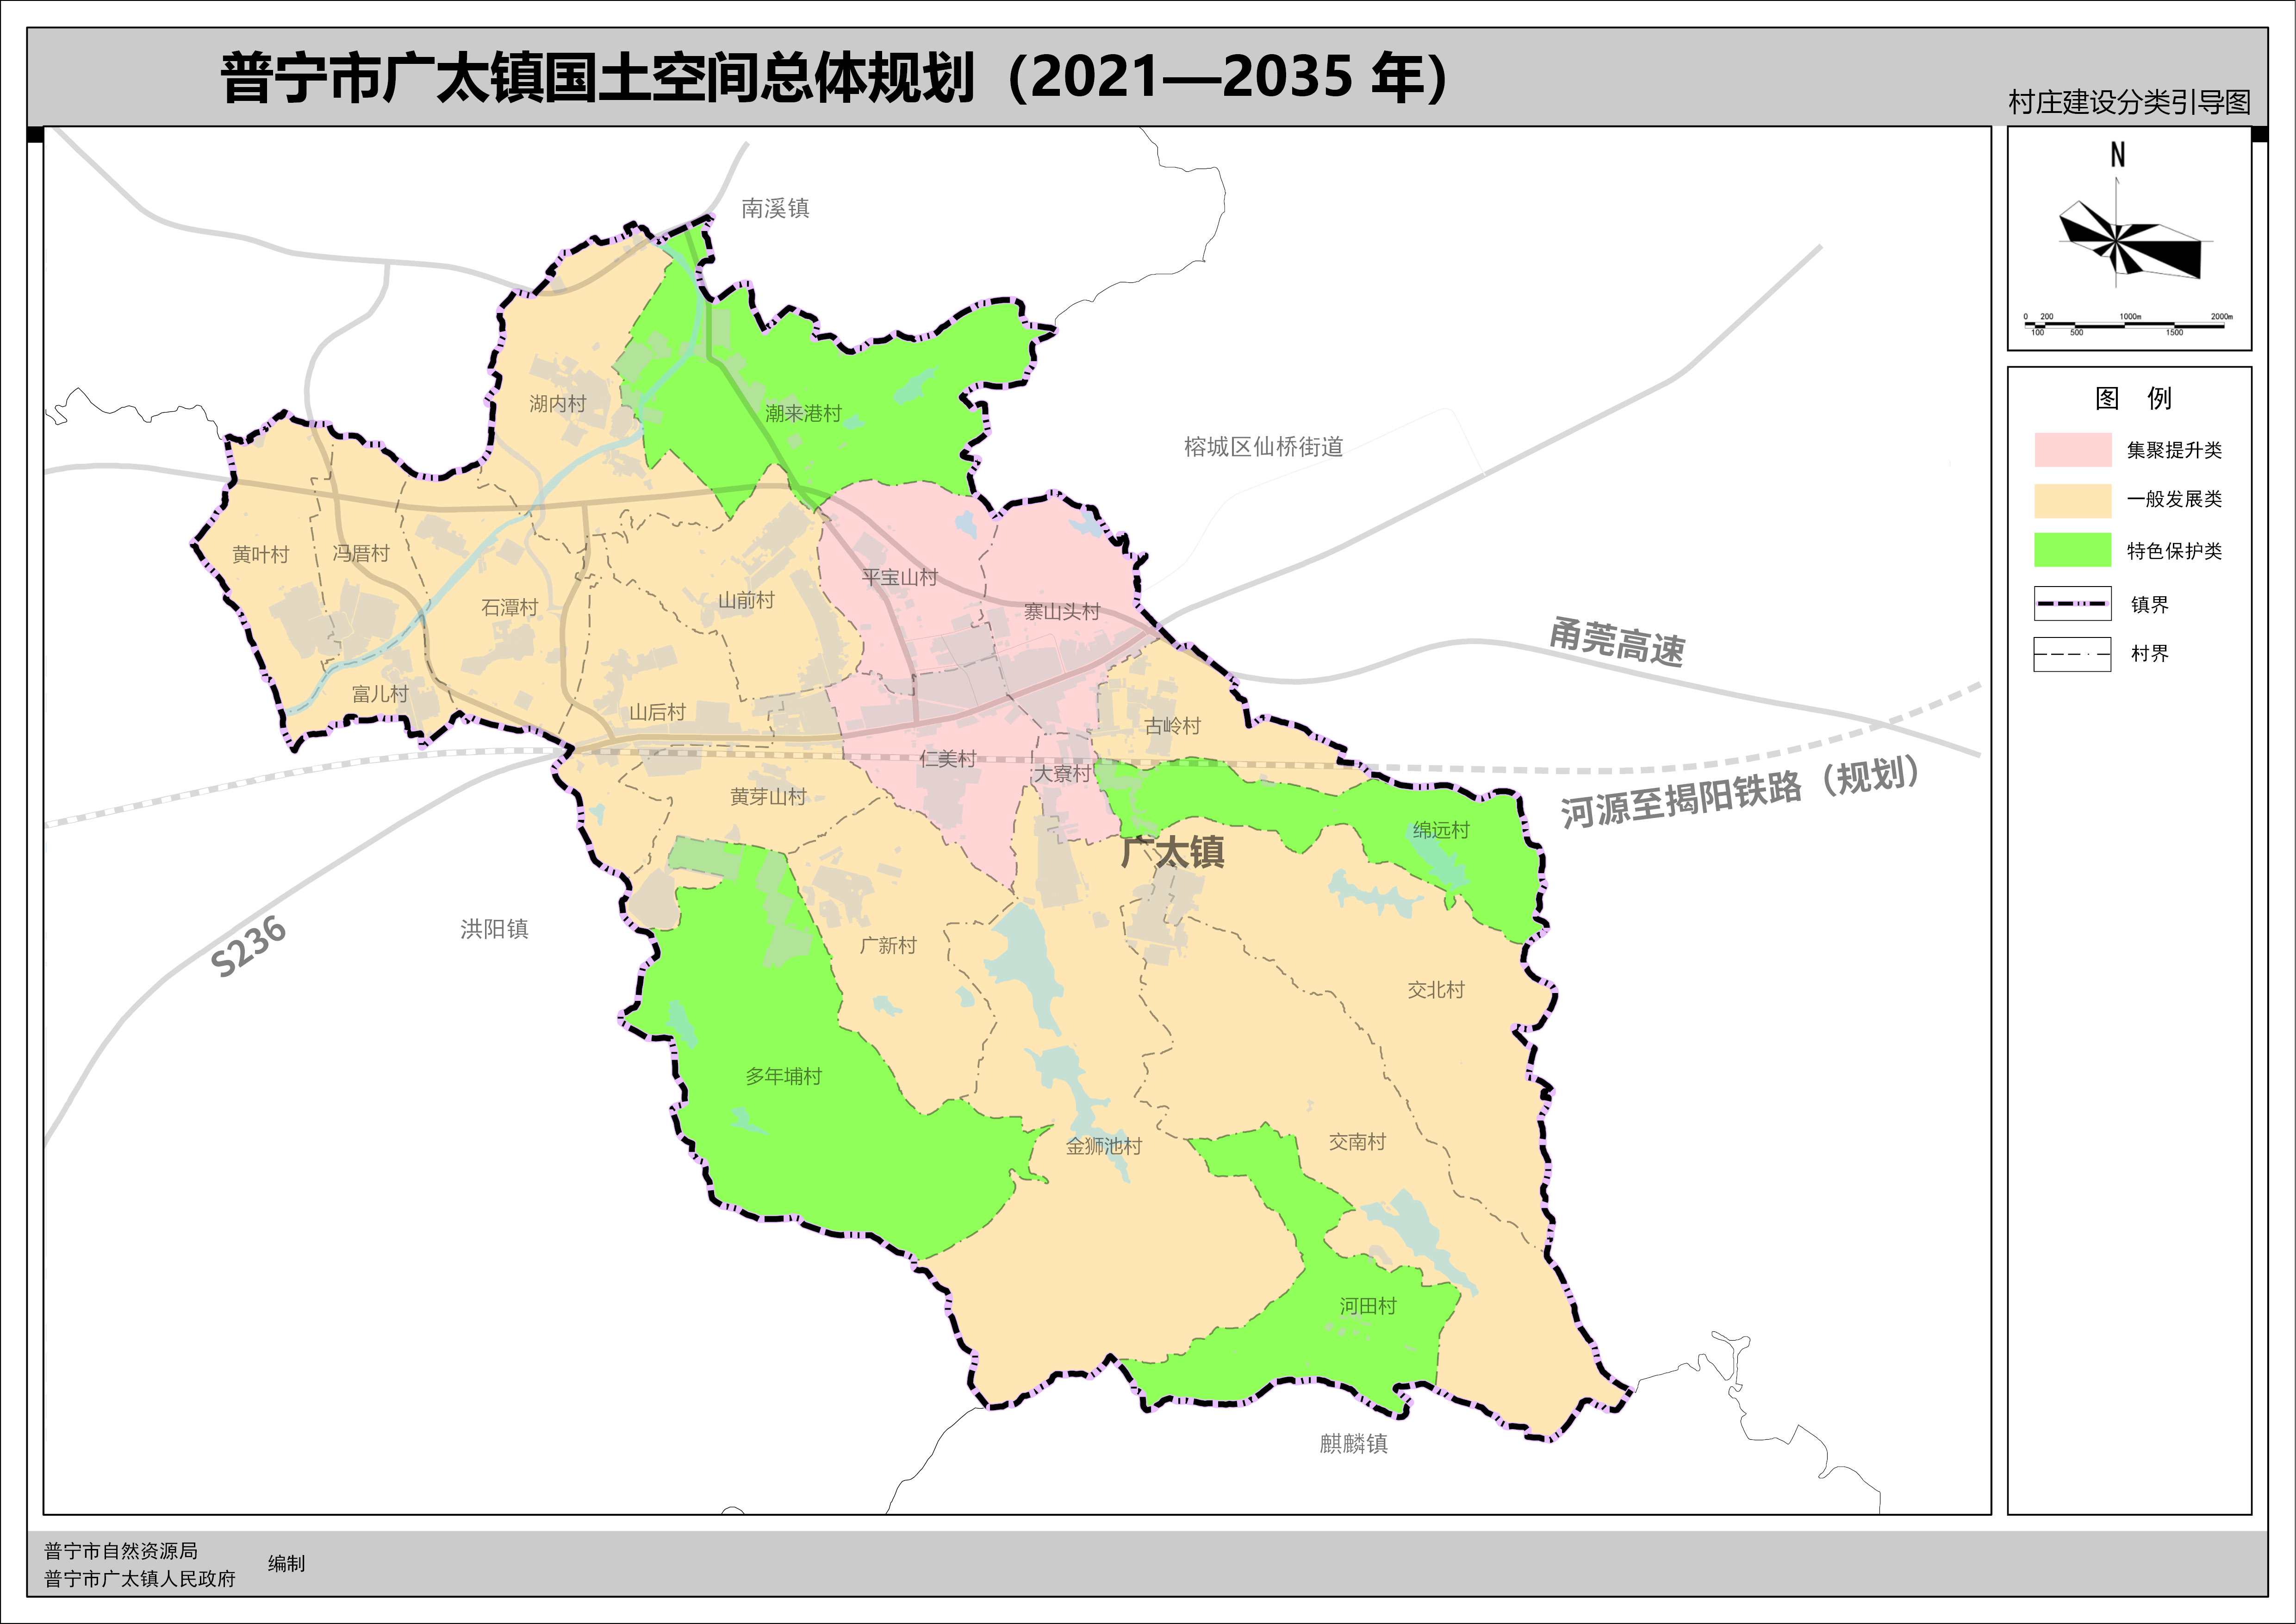 普宁市广太镇国土空间总体规划（2021—2035 年）
村庄建设分类引导图
南溪镇
N
0 200 1000m 2000m
100 500 1500
图 例
集聚提升类
一般发展类
特色保护类
镇界
村界
湖内村
潮来港村
榕城区仙桥街道
黄叶村
冯厝村
石潭村
山前村
平宝山村
寨山头村
甬莞高速
富儿村
山后村
古岭村
仁美村
大寮村
黄芽山村
河源至揭阳铁路（规划）
绵远村
广太镇
S236
洪阳镇
广新村
交北村
多年埔村
金狮池村
交南村
河田村
麒麟镇
普宁市自然资源局
普宁市广太镇人民政府
编制